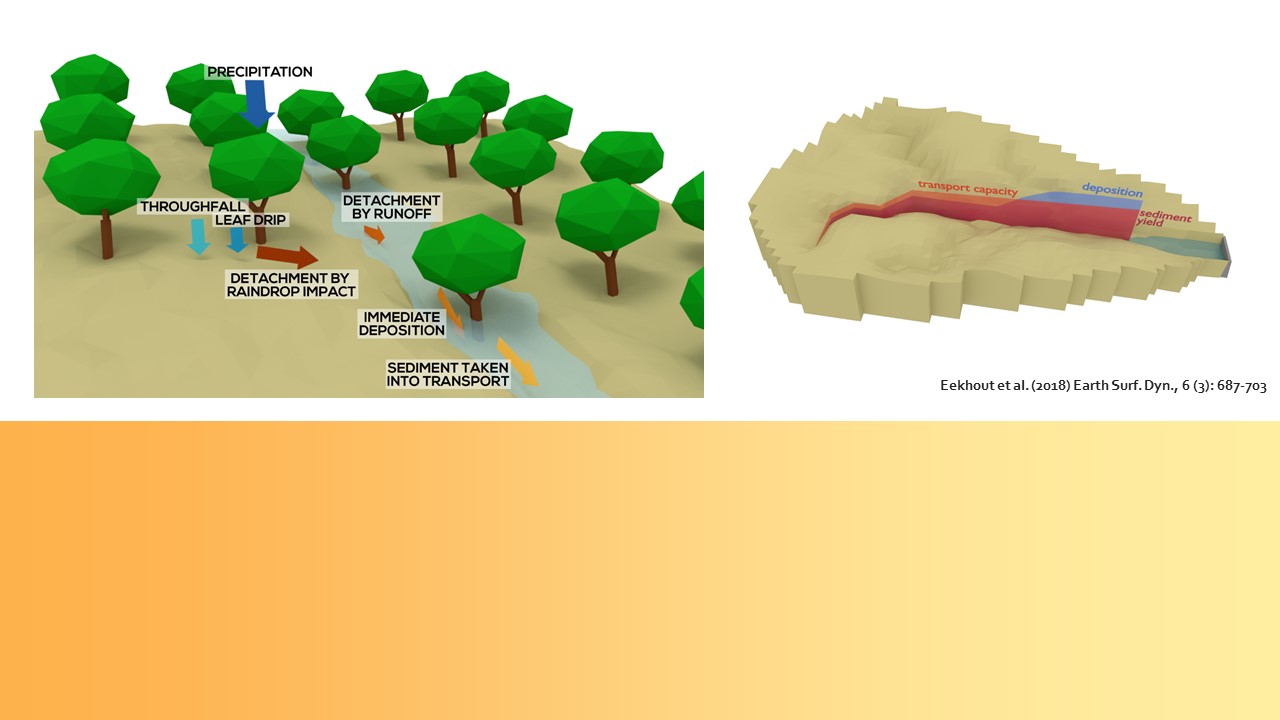 PRECIPITATION
THROUGHFALL
LEAF DRIP
DETACHMENT
BY RUNOFF
DETACHMENT BY
RAINDROP IMPACT
IMMEDIATE
DEPOSITION
SEDIMENT TAKEN
INTO TRANSPORT
transport capacity
deposition
sediment
yield
Eekhout et al. (2018) Earth Surf. Dyn., 6 (3): 687-703